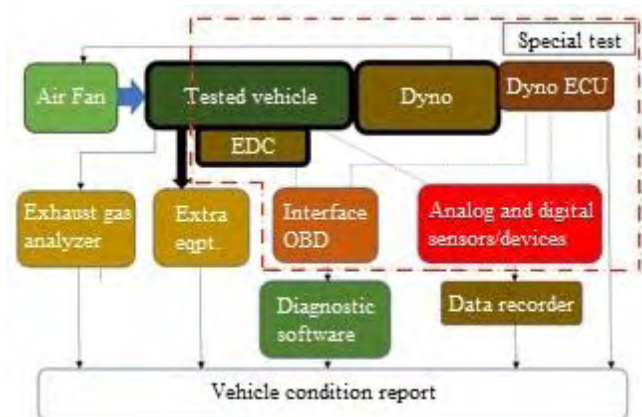 Special test
Air Fan
Tested vehicle
Dyno
Dyno ECU
EDC
Exhaust gas
analyzer
Extra
eqpt.
Interface
OBD
Analog and digital
sensors/devices
Diagnostic
software
Data recorder
Vehicle condition report